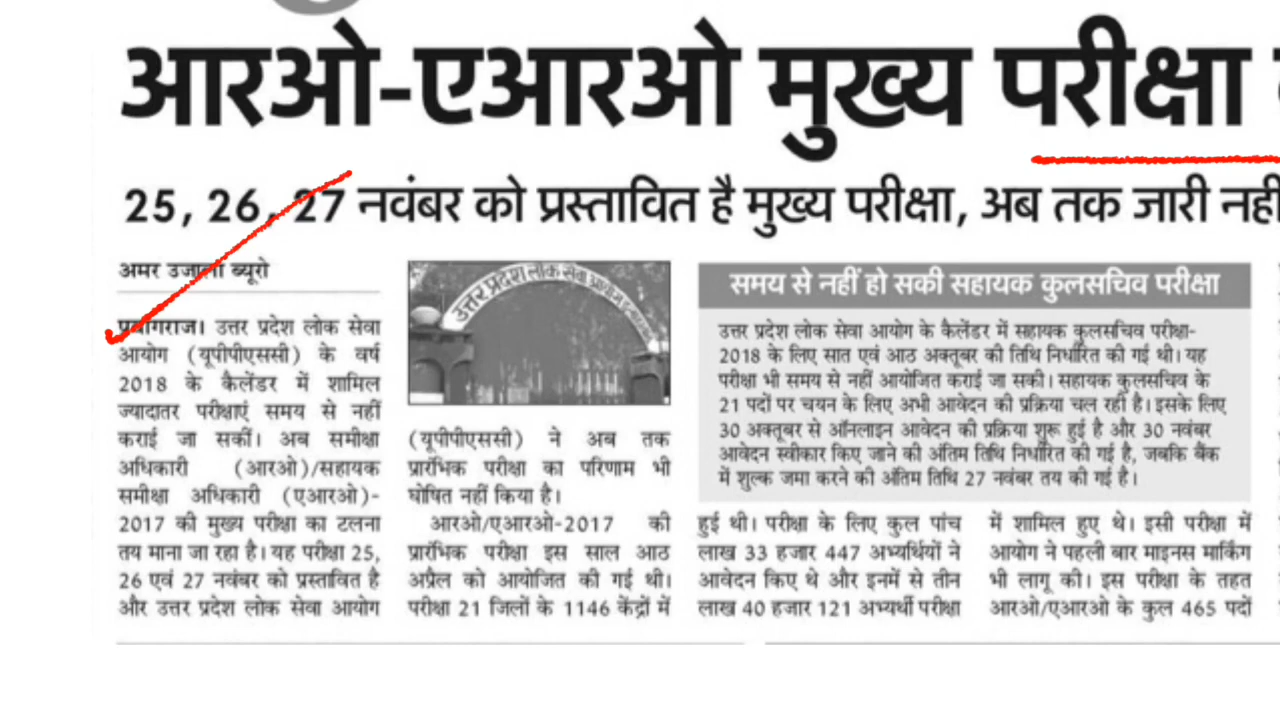 आरओ-एआरओ मुख्य परीक्षा
25, 26, 27 नवंबर को प्रस्तावित है मुख्य परीक्षा, अब तक जारी नहीं
अमर उजाला ब्यूरो
प्रयागराज। उत्तर प्रदेश लोक सेवा
आयोग (यूपीपीएससी) के वर्ष
2018 के कैलेंडर में शामिल
ज्यादातर परीक्षाएं समय से नहीं
कराई जा सकीं। अब समीक्षा
अधिकारी (आरओ)/सहायक
समीक्षा अधिकारी (एआरओ)-
2017 की मुख्य परीक्षा का टलना
तय माना जा रहा है। यह परीक्षा 25,
26 एवं 27 नवंबर को प्रस्तावित है
और उत्तर प्रदेश लोक सेवा आयोग
उत्तर प्रदेश लोक सेवा आयोग
(यूपीपीएससी) ने अब तक
प्रारंभिक परीक्षा का परिणाम भी
घोषित नहीं किया है।
आरओ/एआरओ-2017 की
प्रारंभिक परीक्षा इस साल आठ
अप्रैल को आयोजित की गई थी।
परीक्षा 21 जिलों के 1146 केंद्रों में
समय से नहीं हो सकी सहायक कुलसचिव परीक्षा
उत्तर प्रदेश लोक सेवा आयोग के कैलेंडर में सहायक कुलसचिव परीक्षा-
2018 के लिए सात एवं आठ अक्तूबर की तिथि निर्धारित की गई थी। यह
परीक्षा भी समय से नहीं आयोजित कराई जा सकी। सहायक कुलसचिव के
21 पदों पर चयन के लिए अभी आवेदन की प्रक्रिया चल रही है। इसके लिए
30 अक्तूबर से ऑनलाइन आवेदन की प्रक्रिया शुरू हुई है और 30 नवंबर
आवेदन स्वीकार किए जाने की अंतिम तिथि निर्धारित की गई है, जबकि बैंक
में शुल्क जमा करने की अंतिम तिथि 27 नवंबर तय की गई है।
हुई थी। परीक्षा के लिए कुल पांच
लाख 33 हजार 447 अभ्यर्थियों ने
आवेदन किए थे और इनमें से तीन
लाख 40 हजार 121 अभ्यर्थी परीक्षा
में शामिल हुए थे। इसी परीक्षा में
आयोग ने पहली बार माइनस मार्किंग
भी लागू की। इस परीक्षा के तहत
आरओ/एआरओ के कुल 465 पदों